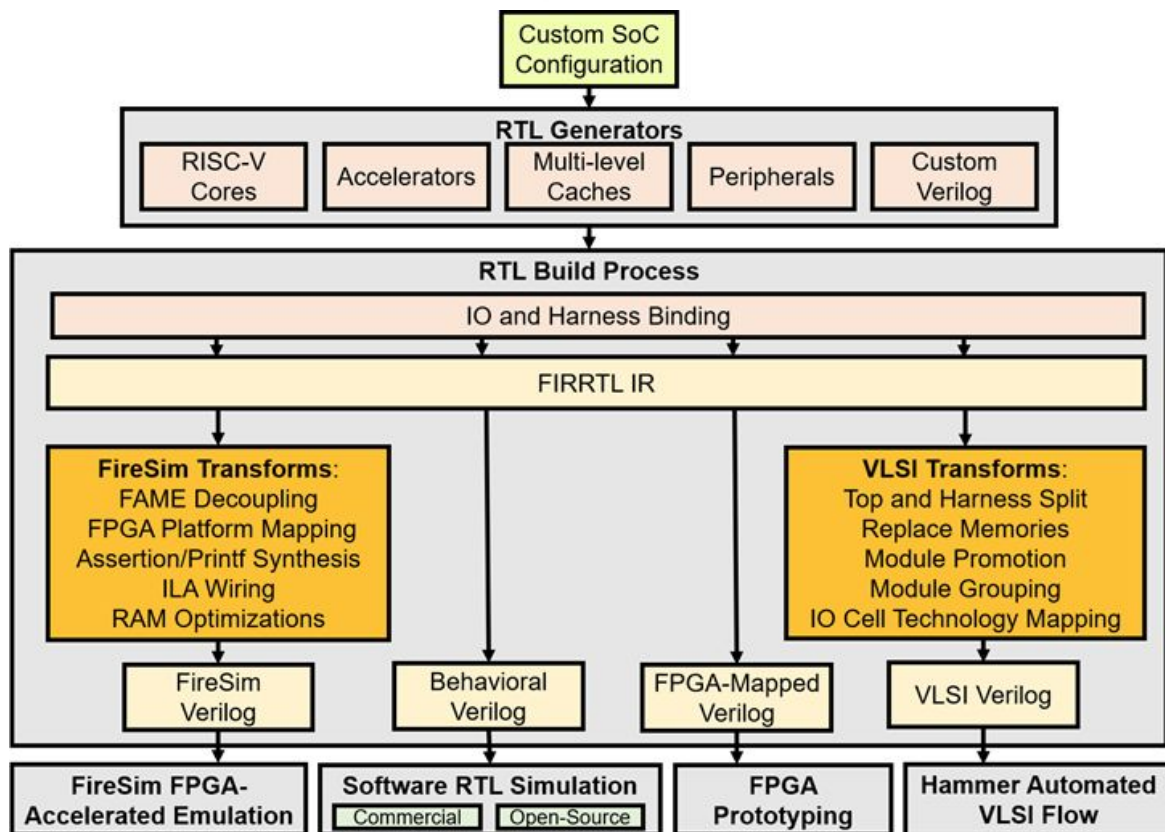 Custom SoC
Configuration
RTL Generators
RISC-V
Cores
Accelerators
Multi-level
Caches
Peripherals
Custom
Verilog
RTL Build Process
IO and Harness Binding
FIRRTL IR
FireSim Transforms:
FAME Decoupling
FPGA Platform Mapping
Assertion/Printf Synthesis
ILA Wiring
RAM Optimizations
VLSI Transforms:
Top and Harness Split
Replace Memories
Module Promotion
Module Grouping
IO Cell Technology Mapping
FireSim
Verilog
Behavioral
Verilog
FPGA-Mapped
Verilog
VLSI Verilog
FireSim FPGA-
Accelerated Emulation
Software RTL Simulation
Commercial
Open-Source
FPGA
Prototyping
Hammer Automated
VLSI Flow